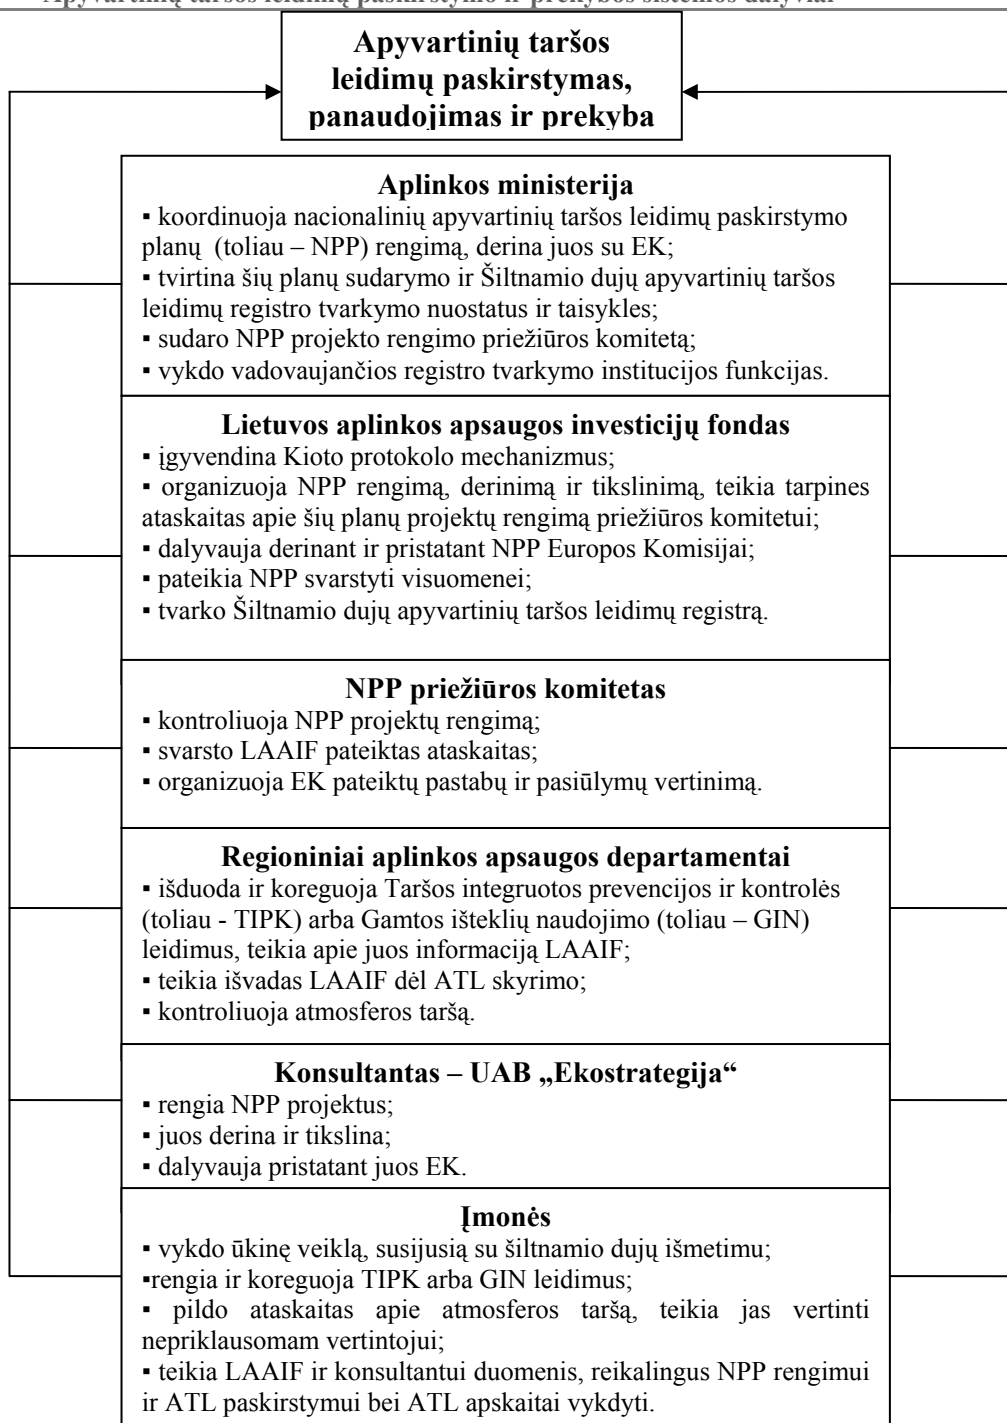 Apyvartinių taršos leidimų paskirstymo ir prekybos sistemos dalyviai
Apyvartinių taršos
leidimų paskirstymas,
panaudojimas ir prekyba
Aplinkos ministerija
▪ koordinuoja nacionalinių apyvartinių taršos leidimų paskirstymo
planų (toliau – NPP) rengimą, derina juos su EK;
▪ tvirtina šių planų sudarymo ir Šiltnamio dujų apyvartinių taršos
leidimų registro tvarkymo nuostatus ir taisykles;
▪ sudaro NPP projekto rengimo priežiūros komitetą;
▪ vykdo vadovaujančios registro tvarkymo institucijos funkcijas.
Lietuvos aplinkos apsaugos investicijų fondas
▪ įgyvendina Kioto protokolo mechanizmus;
▪ organizuoja NPP rengimą, derinimą ir tikslinimą, teikia tarpines
ataskaitas apie šių planų projektų rengimą priežiūros komitetui;
▪ dalyvauja derinant ir pristatant NPP Europos Komisijai;
▪ pateikia NPP svarstyti visuomenei;
▪ tvarko Šiltnamio dujų apyvartinių taršos leidimų registrą.
NPP priežiūros komitetas
▪ kontroliuoja NPP projektų rengimą;
▪ svarsto LAAIF pateiktas ataskaitas;
▪ organizuoja EK pateiktų pastabų ir pasiūlymų vertinimą.
Regioniniai aplinkos apsaugos departamentai
▪ išduoda ir koreguoja Taršos integruotos prevencijos ir kontrolės
(toliau - TIPK) arba Gamtos išteklių naudojimo (toliau – GIN)
leidimus, teikia apie juos informaciją LAAIF;
▪ teikia išvadas LAAIF dėl ATL skyrimo;
▪ kontroliuoja atmosferos taršą.
Konsultantas – UAB „Ekostrategija“
▪ rengia NPP projektus;
▪ juos derina ir tikslina;
▪ dalyvauja pristatant juos EK.
Įmonės
▪ vykdo ūkinę veiklą, susijusią su šiltnamio dujų išmetimu;
▪rengia ir koreguoja TIPK arba GIN leidimus;
▪ pildo ataskaitas apie atmosferos taršą, teikia jas vertinti
nepriklausomam vertintojui;
▪ teikia LAAIF ir konsultantui duomenis, reikalingus NPP rengimui
ir ATL paskirstymui bei ATL apskaitai vykdyti.